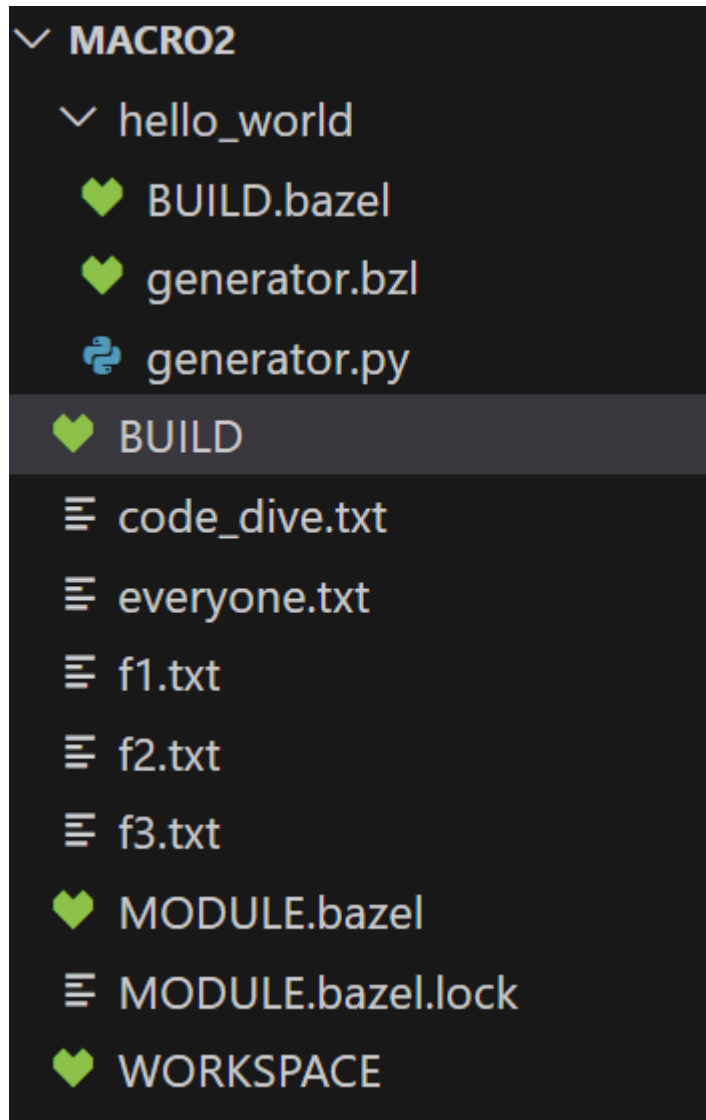 MACRO2
hello_world
BUILD.bazel
generator.bzl
generator.py
BUILD
code_dive.txt
everyone.txt
f1.txt
f2.txt
f3.txt
MODULE.bazel
MODULE.bazel.lock
WORKSPACE